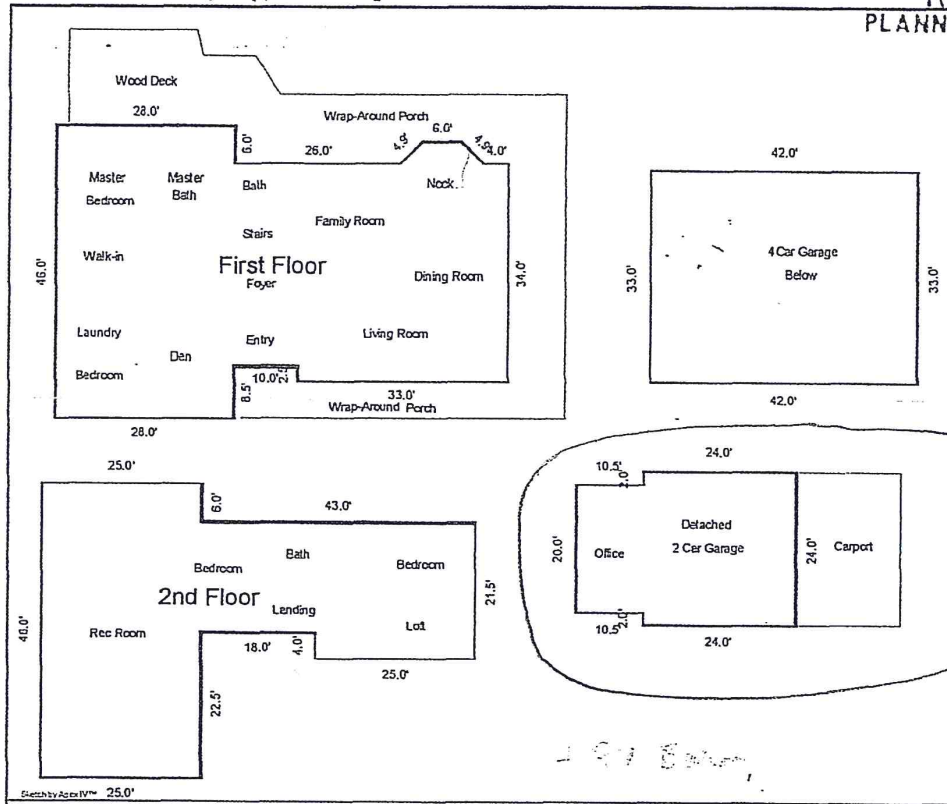 PLANN
Wood Deck
28.0'
Wrap-Around Porch
6.0'
6.0'
26.0'
4.9'
4.9'
4.0'
Master
Bedroom
Master
Bath
Bath
Nook
Family Room
Stairs
Walk-in
First Floor
Foyer
Dining Room
46.0'
34.0'
Laundry
Entry
Living Room
Den
Bedroom
10.0'
2.5'
8.5'
33.0'
Wrap-Around Porch
28.0'
42.0'
4 Car Garage
Below
33.0'
33.0'
42.0'
25.0'
6.0'
43.0'
Bath
Bedroom
Bedroom
2nd Floor
Landing
21.5'
Rec Room
Loft
18.0'
4.0'
25.0'
22.5'
25.0'
24.0'
10.5'
2.0'
Detached
2 Car Garage
20.0'
Office
24.0'
Carport
10.5'
2.0'
24.0'
Sketch by Apex IV™